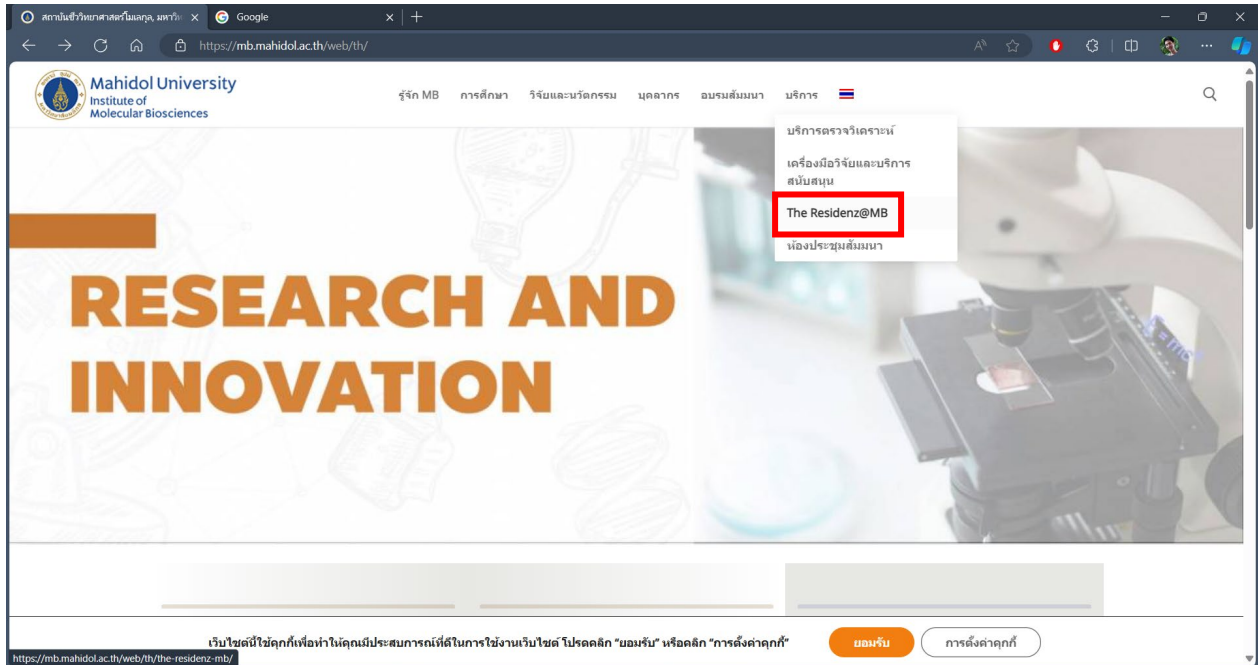 สถาบันชีววิทยาศาสตร์โมเลกุล, มหาวิท
Google
https://mb.mahidol.ac.th/web/th/
Mahidol University
Institute of
Molecular Biosciences
รู้จัก MB
การศึกษา
วิจัยและนวัตกรรม
บุคลากร
อบรมสัมมนา
บริการ
บริการตรวจวิเคราะห์
เครื่องมือวิจัยและบริการ
สนับสนุน
The Residenz@MB
ห้องประชุมสัมมนา
RESEARCH AND
INNOVATION
เว็บไซต์นี้ใช้คุกกี้เพื่อทำให้คุณมีประสบการณ์ที่ดีในการใช้งานเว็บไซต์ โปรดคลิก “ยอมรับ” หรือคลิก “การตั้งค่าคุกกี้”
ยอมรับ
การตั้งค่าคุกกี้
https://mb.mahidol.ac.th/web/th/the-residenz-mb/